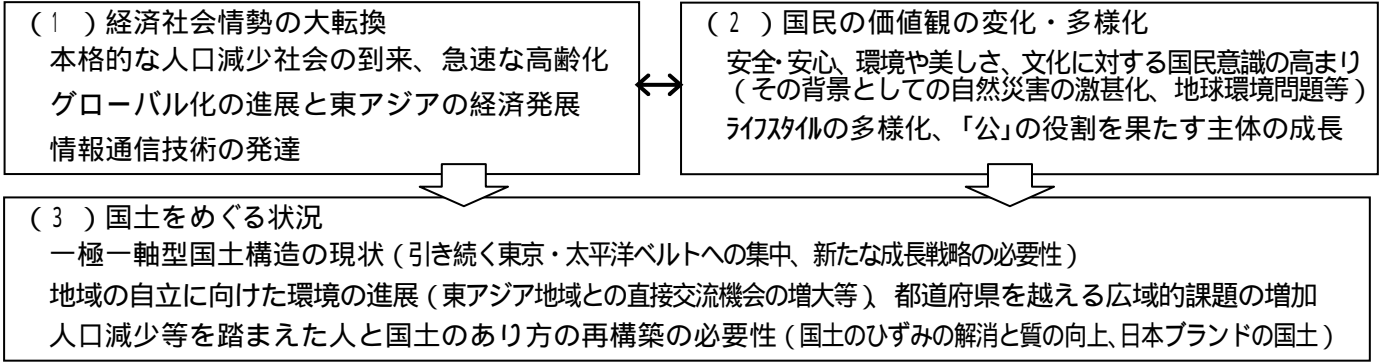 (1)経済社会情勢の大転換
本格的な人口減少社会の到来、急速な高齢化
グローバル化の進展と東アジアの経済発展
情報通信技術の発達
(2)国民の価値観の変化・多様化
安全・安心、環境や美しさ、文化に対する国民意識の高まり
(その背景としての自然災害の激甚化、地球環境問題等)
ライフスタイルの多様化、「公」の役割を果たす主体の成長
(3)国土をめぐる状況
一極一軸型国土構造の現状(引き続く東京・太平洋ベルトへの集中、新たな成長戦略の必要性)
地域の自立に向けた環境の進展(東アジア地域との直接交流機会の増大等)、都道府県を越える広域的課題の増加
人口減少等を踏まえた人と国土のあり方の再構築の必要性(国土のひずみの解消と質の向上、日本ブランドの国土)